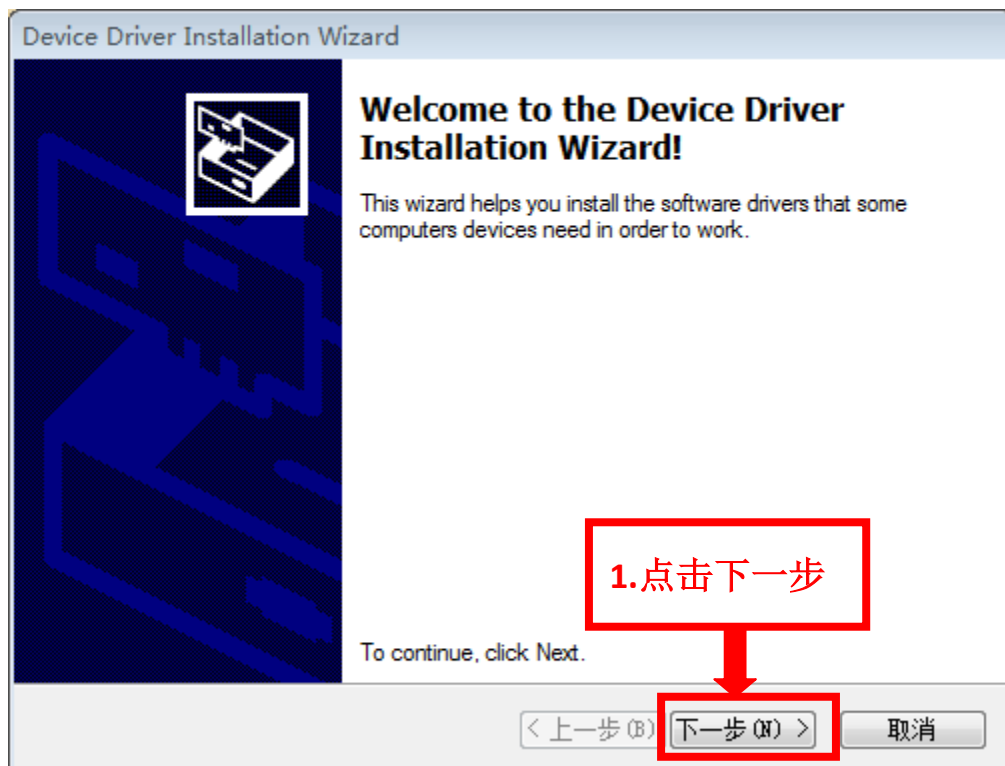 Device Driver Installation Wizard
Welcome to the Device Driver
Installation Wizard!
This wizard helps you install the software drivers that some
computers devices need in order to work.
1.点击下一步
To continue, click Next.
< 上一步(B) 下一步(N) > 取消